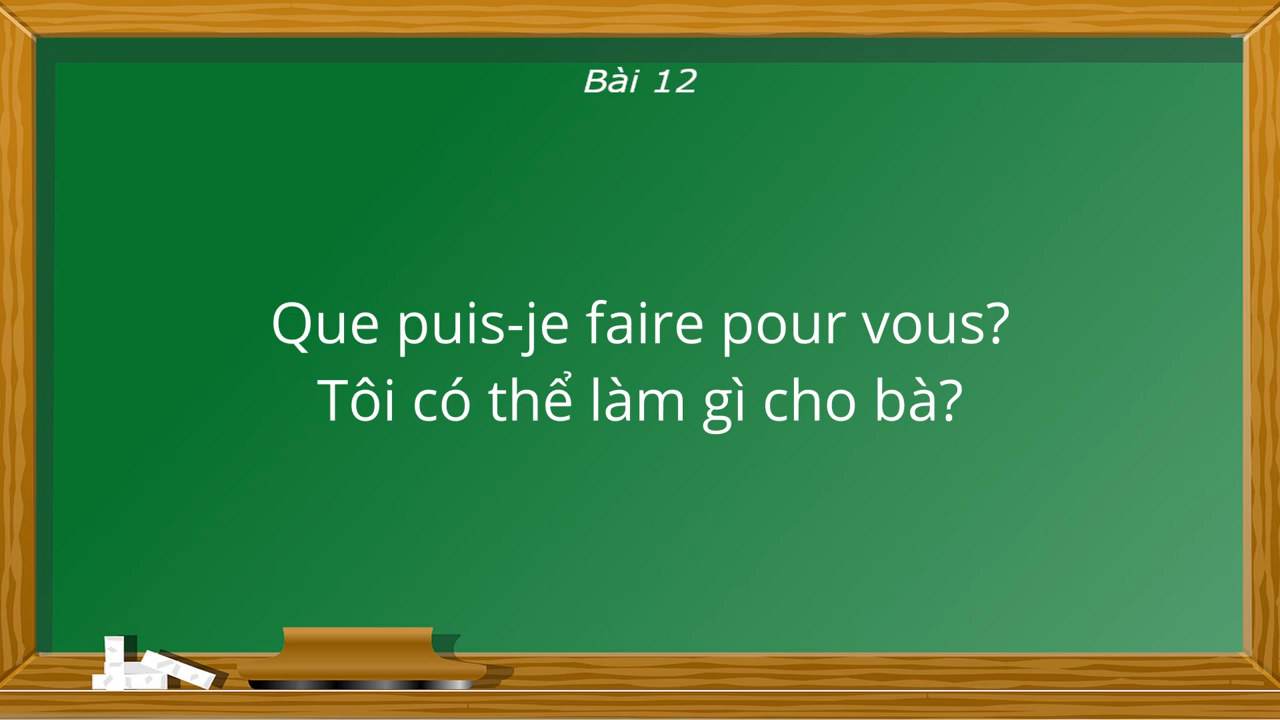 Bài 12
Que puis-je faire pour vous?
Tôi có thể làm gì cho bà?